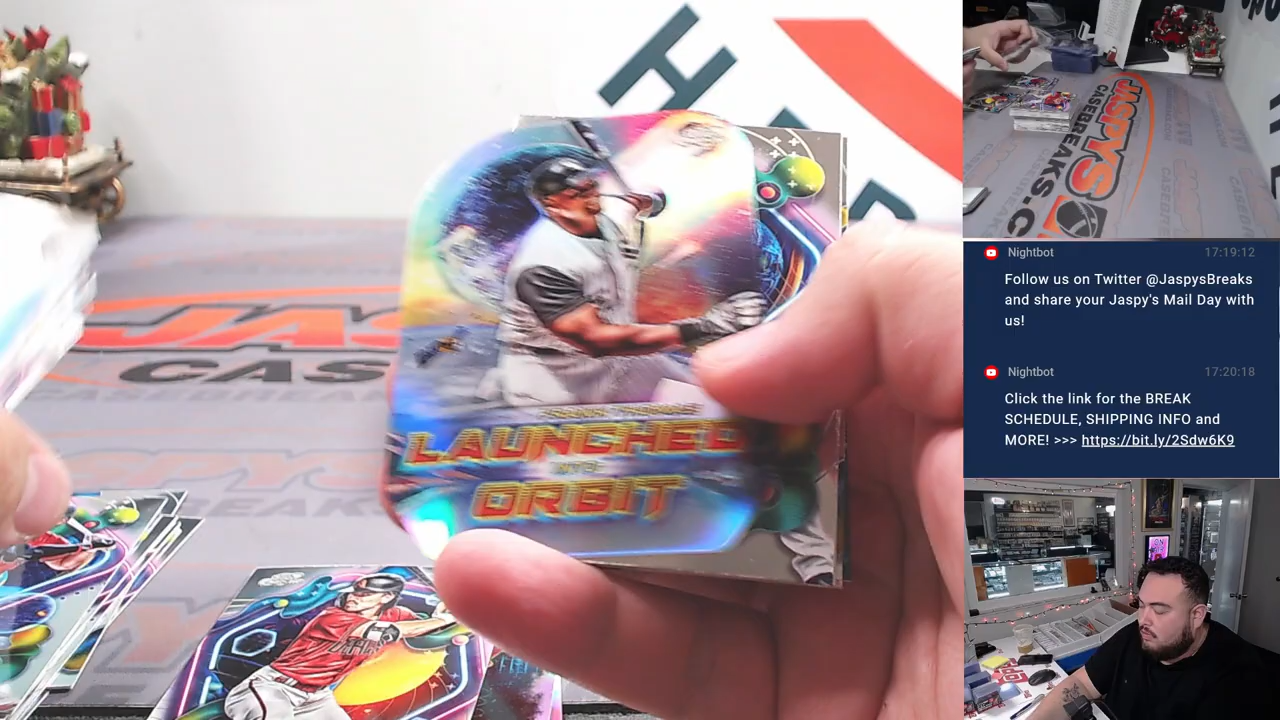 LAUNCHED
INTO
ORBIT
JASPYS
CASEBREAKS.C
Nightbot 17:19:12
Follow us on Twitter @JaspysBreaks
and share your Jaspy's Mail Day with
us!
Nightbot 17:20:18
Click the link for the BREAK
SCHEDULE, SHIPPING INFO and
MORE! >>> https://bit.ly/2Sdw6K9